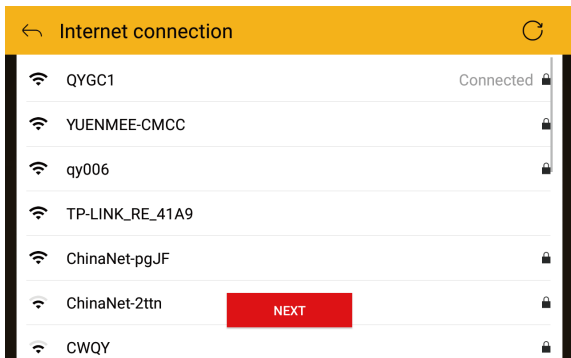 Internet connection
QYGC1 Connected
YUENMEE-CMCC
qy006
TP-LINK_RE_41A9
ChinaNet-pgJF
ChinaNet-2ttn
NEXT
CWQY